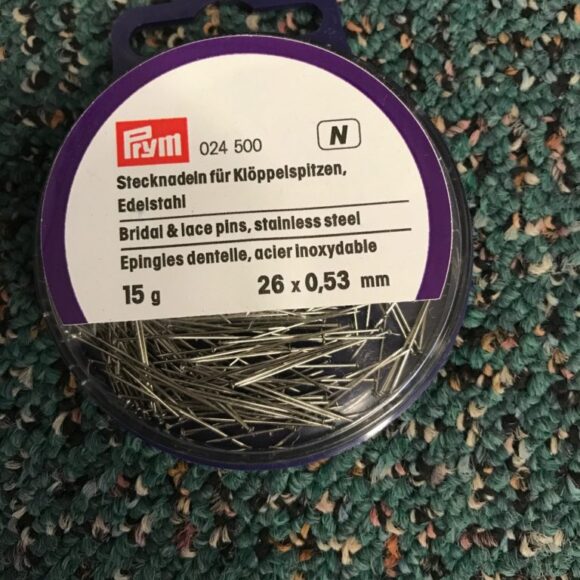 Prym 024 500 N
Stecknadeln für Klöppelspitzen,
Edelstahl
Bridal & lace pins, stainless steel
Epingles dentelle, acier inoxydable
15 g 26 x 0,53 mm